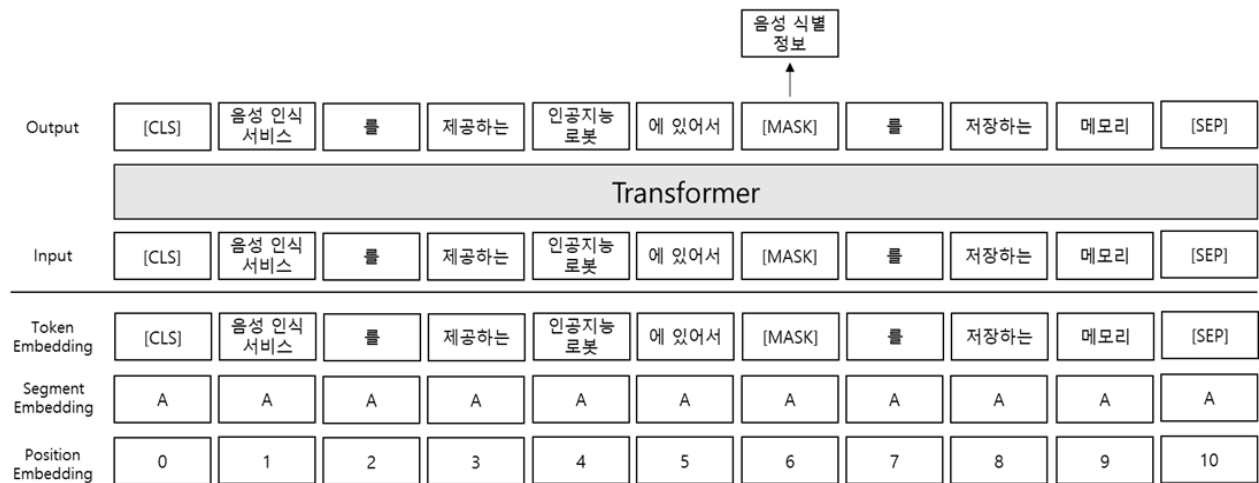 음성 식별
정보
Output [CLS] 음성 인식 서비스 를 제공하는 인공지능 로봇 에 있어서 [MASK] 를 저장하는 메모리 [SEP]
Transformer
Input [CLS] 음성 인식 서비스 를 제공하는 인공지능 로봇 에 있어서 [MASK] 를 저장하는 메모리 [SEP]
Token Embedding [CLS] 음성 인식 서비스 를 제공하는 인공지능 로봇 에 있어서 [MASK] 를 저장하는 메모리 [SEP]
Segment Embedding A A A A A A A A A A A
Position Embedding 0 1 2 3 4 5 6 7 8 9 10